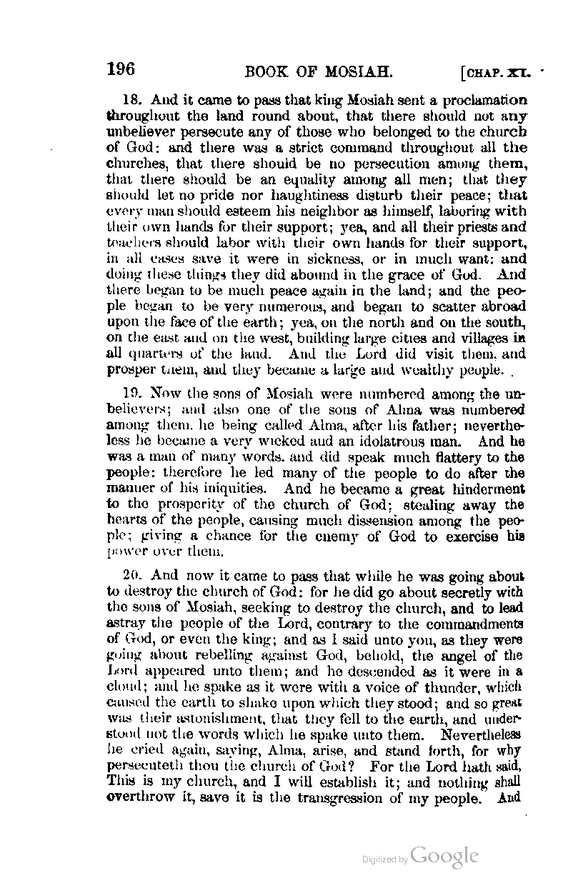 196 BOOK OF MOSIAH. [CHAP. XI.
18. And it came to pass that king Mosiah sent a proclamation
throughout the land round about, that there should not any
unbeliever persecute any of those who belonged to the church
of God: and there was a strict command throughout all the
churches, that there should be no persecution among them,
that there should be an equality among all men; that they
should let no pride nor haughtiness disturb their peace; that
every man should esteem his neighbor as himself, laboring with
their own hands for their support; yea, and all their priests and
teachers should labor with their own hands for their support,
in all cases save it were in sickness, or in much want: and
doing these things they did abound in the grace of God. And
there began to be much peace again in the land; and the peo-
ple began to be very numerous, and began to scatter abroad
upon the face of the earth; yea, on the north and on the south,
on the east and on the west, building large cities and villages in
all quarters of the land. And the Lord did visit them, and
prosper them, and they became a large and wealthy people.
19. Now the sons of Mosiah were numbered among the un-
believers; and also one of the sons of Alma was numbered
among them. he being called Alma, after his father; neverthe-
less he became a very wicked and an idolatrous man. And he
was a man of many words. and did speak much flattery to the
people: therefore he led many of the people to do after the
manner of his iniquities. And he became a great hinderment
to the prosperity of the church of God; stealing away the
hearts of the people, causing much dissension among the peo-
ple; giving a chance for the enemy of God to exercise his
power over them.
20. And now it came to pass that while he was going about
to destroy the church of God: for he did go about secretly with
the sons of Mosiah, seeking to destroy the church, and to lead
astray the people of the Lord, contrary to the commandments
of God, or even the king; and as I said unto you, as they were
going about rebelling against God, behold, the angel of the
Lord appeared unto them; and he descended as it were in a
cloud; and he spake as it were with a voice of thunder, which
caused the earth to shake upon which they stood; and so great
was their astonishment, that they fell to the earth, and under-
stood not the words which he spake unto them. Nevertheless
he cried again, saying, Alma, arise, and stand forth, for why
persecuteth thou the church of God? For the Lord hath said,
This is my church, and I will establish it; and nothing shall
overthrow it, save it is the transgression of my people. And
Digitized by Google